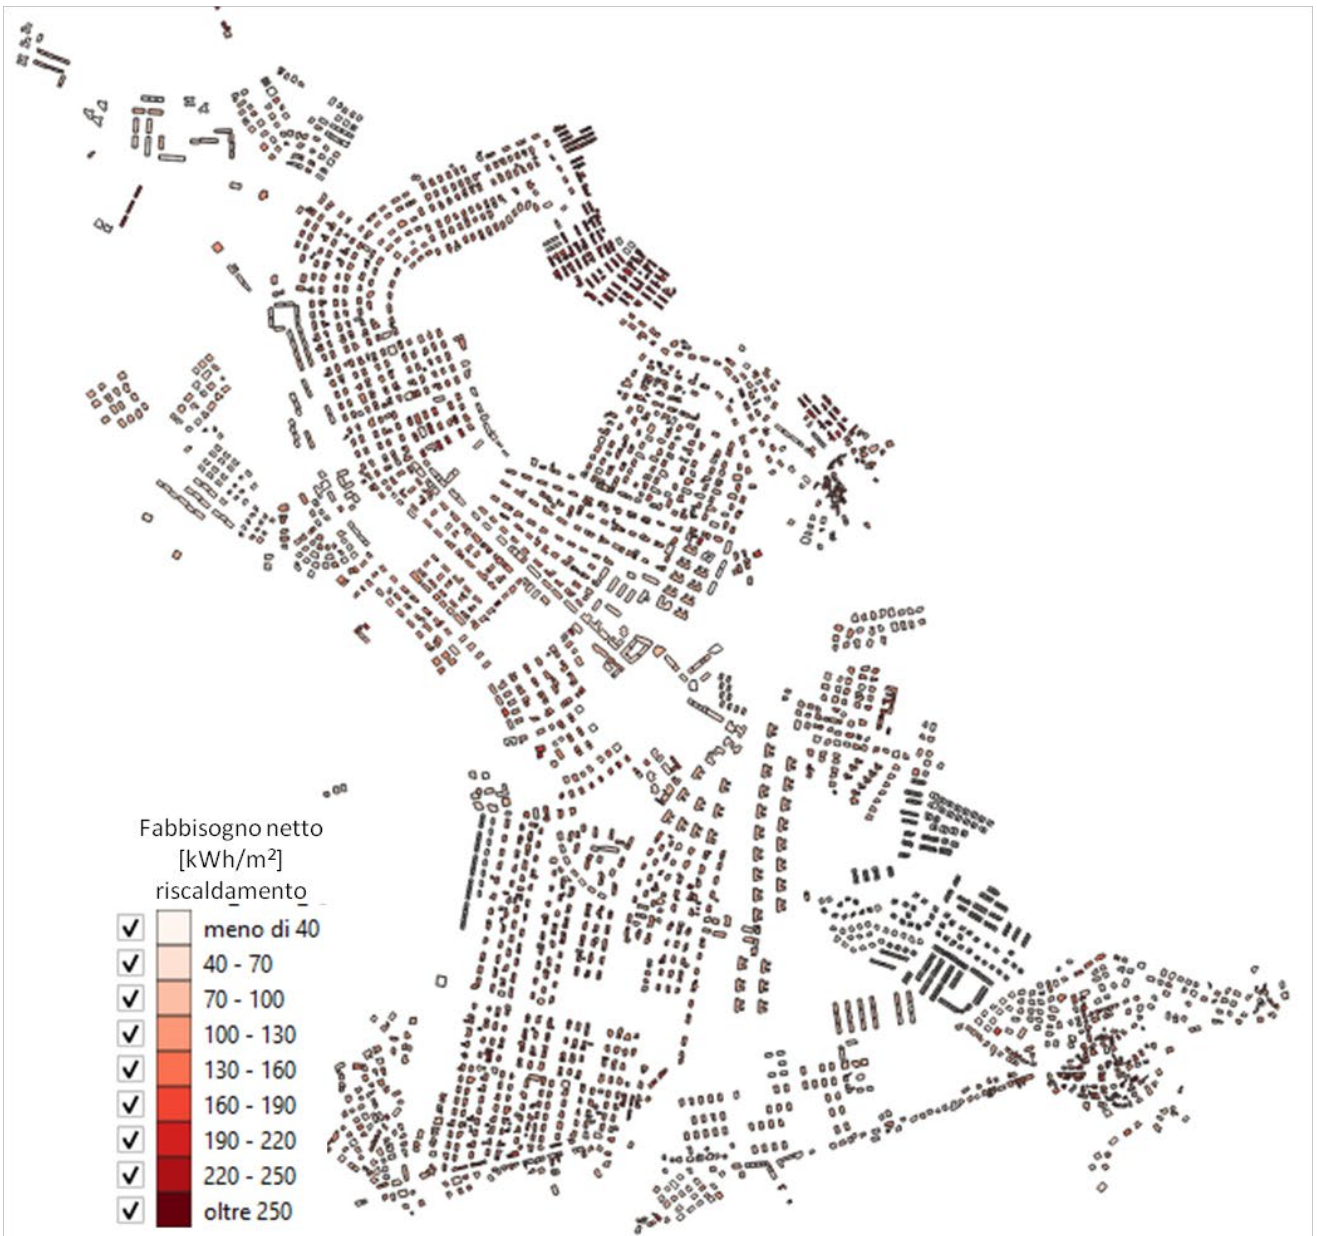 Fabbisogno netto
[kWh/m²]
riscaldamento
meno di 40
40 - 70
70 - 100
100 - 130
130 - 160
160 - 190
190 - 220
220 - 250
oltre 250